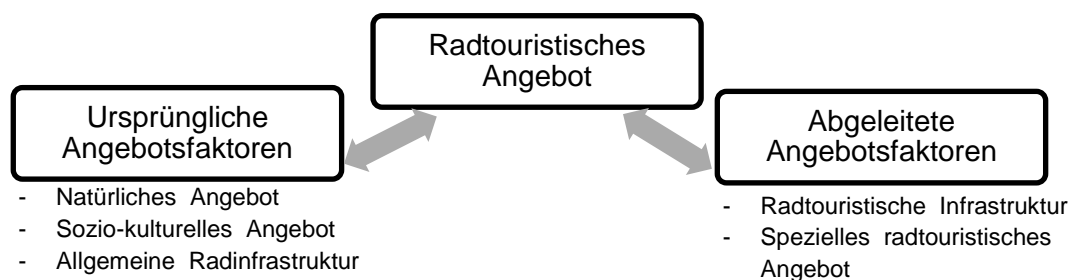 Radtouristisches
Angebot
Ursprüngliche
Angebotsfaktoren
- Natürliches Angebot
- Sozio-kulturelles Angebot
- Allgemeine Radinfrastruktur
Abgeleitete
Angebotsfaktoren
- Radtouristische Infrastruktur
- Spezielles radtouristisches
Angebot